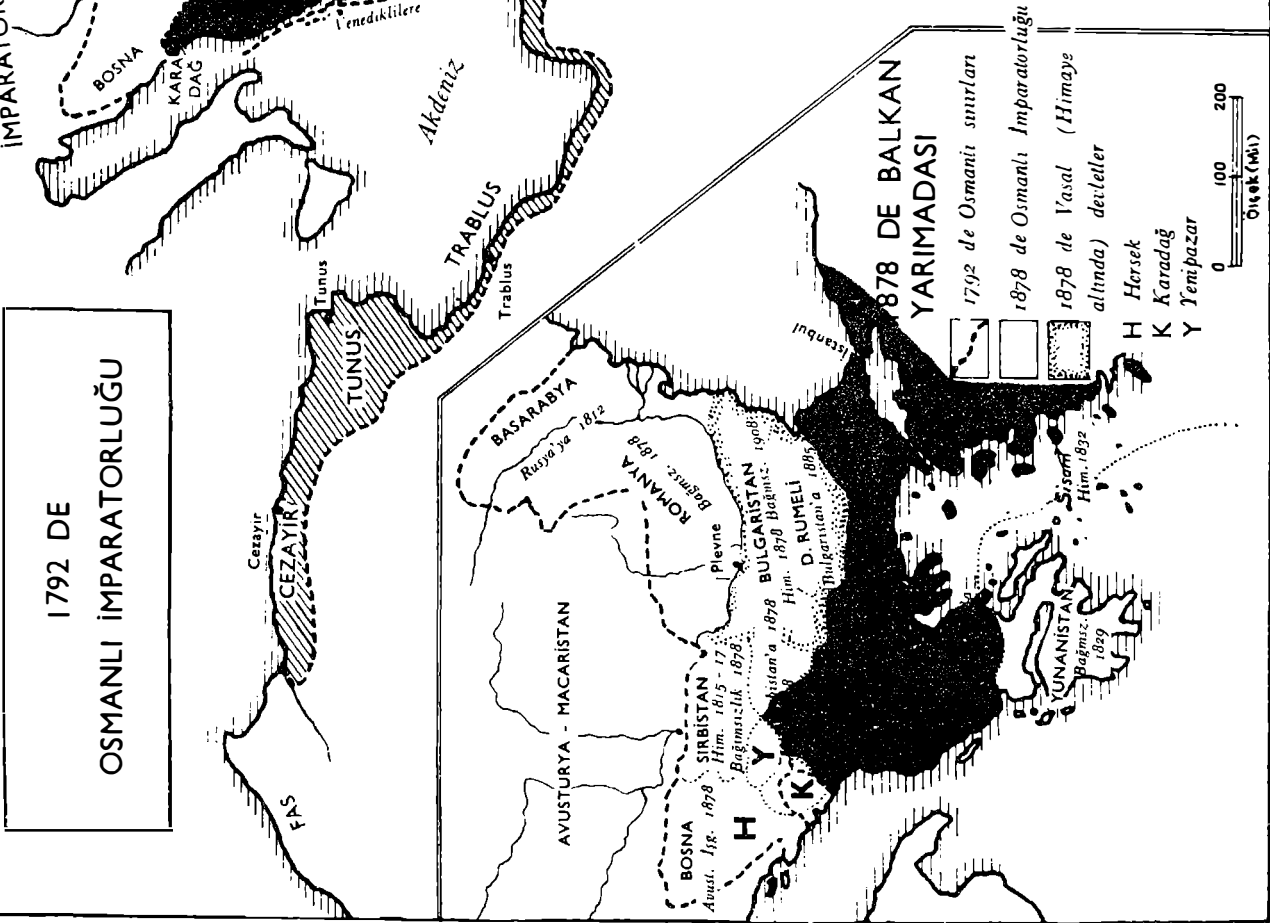 1792 DE
OSMANLI İMPARATORLUĞU
BOSNA
KARA
DAĞ
Venediklilere
Akdeniz
FAS
Cezayir
CEZAYİR
Tunus
TUNUS
TRABLUS
Trablus
1878 DE BALKAN
YARIMADASI
1792 de Osmanlı sınırları
1878 de Osmanlı İmparatorluğu
1878 de Vasal (Himaye
altında) devletler
H Hersek
K Karadağ
Y Yenipazar
0 100 200
Ölçek (Mil)
BASARABYA
Rusya'ya 1812
ROMANYA
Bağımsz. 1878
AVUSTURYA - MACARİSTAN
Plevne
İstanbul
BOSNA
Avust. İşg. 1878
H
SIRBİSTAN
Him. 1815 - 17
Bağımsızlık 1878
Y
K
BULGARİSTAN
Him. 1878 Bağmsz. 1908
D. RUMELİ
Bulgaristan'a 1885
1878
YUNANİSTAN
Bağmsz.
1829
Sisam
Him. 1832